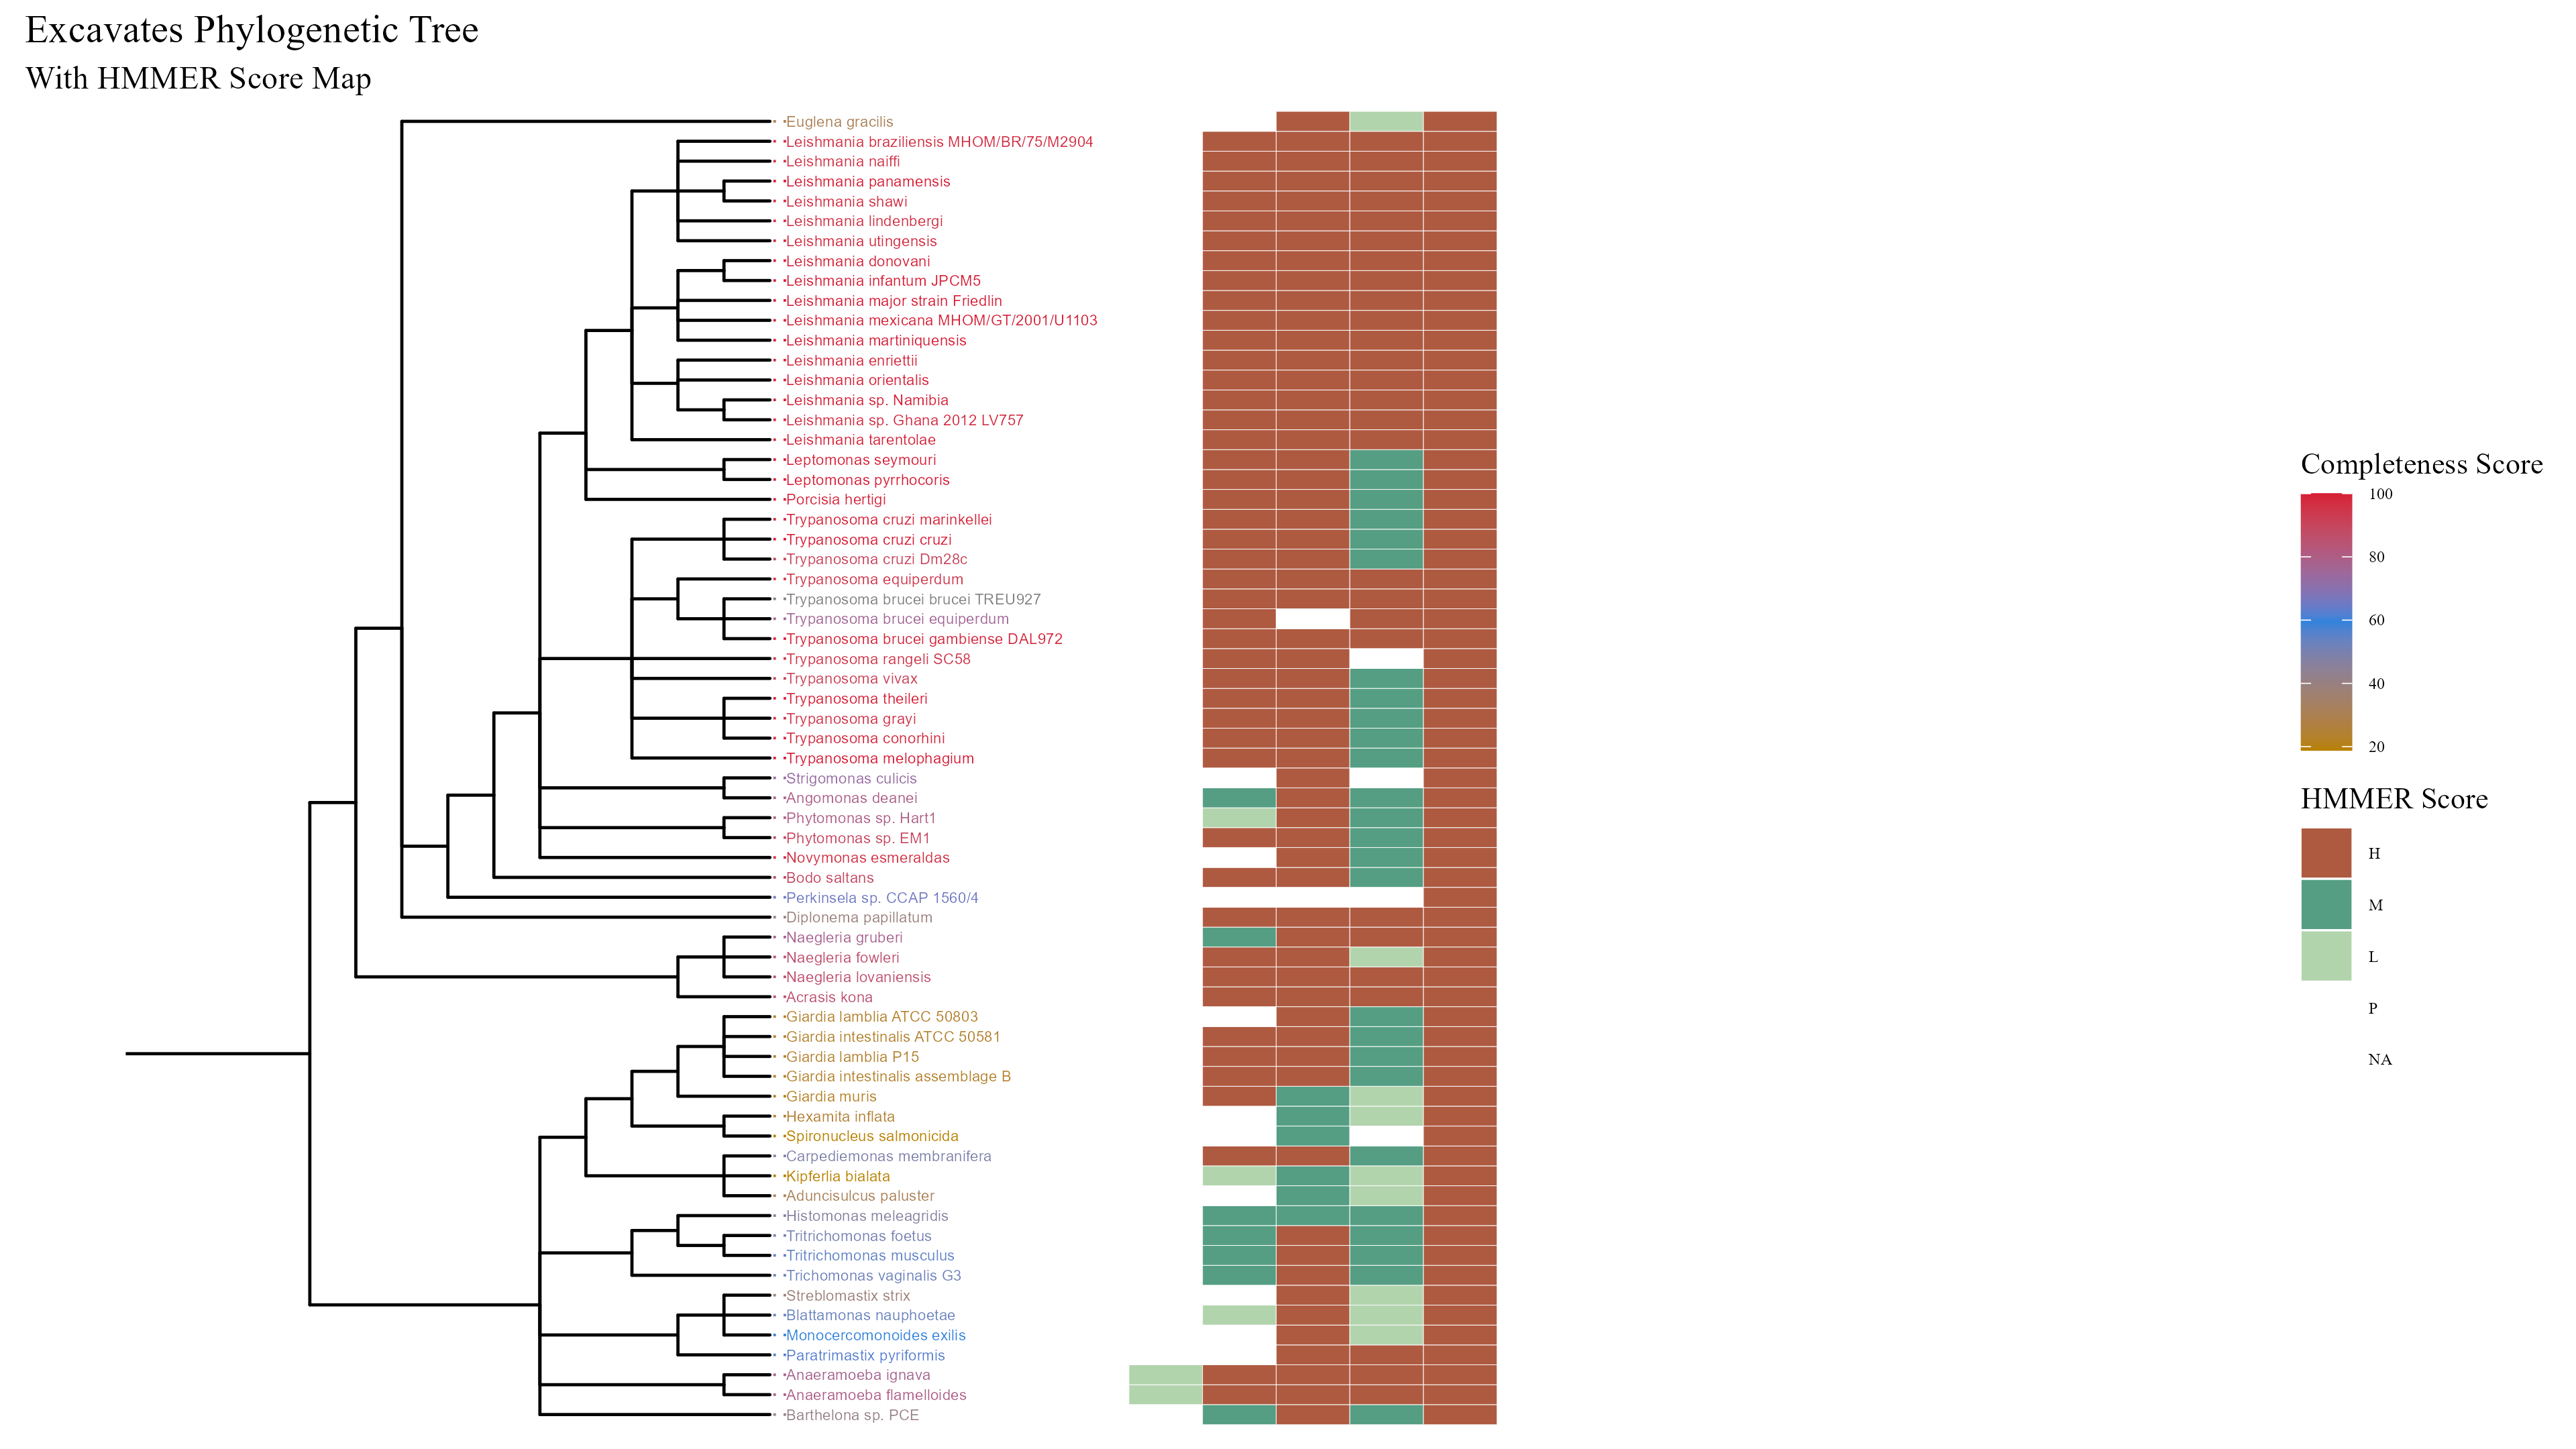 Excavates Phylogenetic Tree
With HMMER Score Map
Euglena gracilis
Leishmania braziliensis MHOM/BR/75/M2904
Leishmania naiffi
Leishmania panamensis
Leishmania shawi
Leishmania lindenbergi
Leishmania utingensis
Leishmania donovani
Leishmania infantum JPCM5
Leishmania major strain Friedlin
Leishmania mexicana MHOM/GT/2001/U1103
Leishmania martiniquensis
Leishmania enriettii
Leishmania orientalis
Leishmania sp. Namibia
Leishmania sp. Ghana 2012 LV757
Leishmania tarentolae
Leptomonas seymouri
Leptomonas pyrrhocoris
Porcisia hertigi
Trypanosoma cruzi marinkellei
Trypanosoma cruzi cruzi
Trypanosoma cruzi Dm28c
Trypanosoma equiperdum
Trypanosoma brucei brucei TREU927
Trypanosoma brucei equiperdum
Trypanosoma brucei gambiense DAL972
Trypanosoma rangeli SC58
Trypanosoma vivax
Trypanosoma theileri
Trypanosoma grayi
Trypanosoma conorhini
Trypanosoma melophagium
Strigomonas culicis
Angomonas deanei
Phytomonas sp. Hart1
Phytomonas sp. EM1
Novymonas esmeraldas
Bodo saltans
Perkinsela sp. CCAP 1560/4
Diplonema papillatum
Naegleria gruberi
Naegleria fowleri
Naegleria lovaniensis
Acrasis kona
Giardia lamblia ATCC 50803
Giardia intestinalis ATCC 50581
Giardia lamblia P15
Giardia intestinalis assemblage B
Giardia muris
Hexamita inflata
Spironucleus salmonicida
Carpediemonas membranifera
Kipferlia bialata
Aduncisulcus paluster
Histomonas meleagridis
Tritrichomonas foetus
Tritrichomonas musculus
Trichomonas vaginalis G3
Streblomastix strix
Blattamonas nauphoetae
Monocercomonoides exilis
Paratrimastix pyriformis
Anaeramoeba ignava
Anaeramoeba flamelloides
Barthelona sp. PCE
Completeness Score
100
80
60
40
20
HMMER Score
H
M
L
P
NA